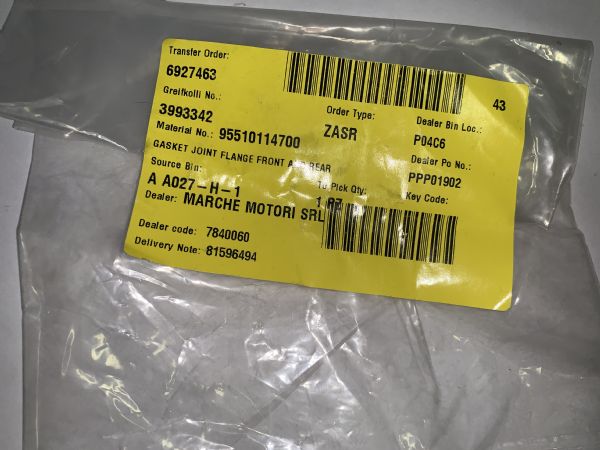 Transfer Order:
6927463
43
Greifkolli No.:
3993342
Order Type:
ZASR
Dealer Bin Loc.:
P04C6
Material No.: 95510114700
GASKET JOINT FLANGE FRONT AND REAR
Dealer Po No.:
PPP01902
Source Bin:
A A027-H-1
To Pick Qty:
Key Code:
Dealer: MARCHE MOTORI SRL
Dealer code: 7840060
Delivery Note: 81596494